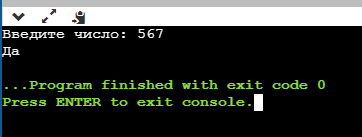 Введите число: 567
Да
...Program finished with exit code 0
Press ENTER to exit console.